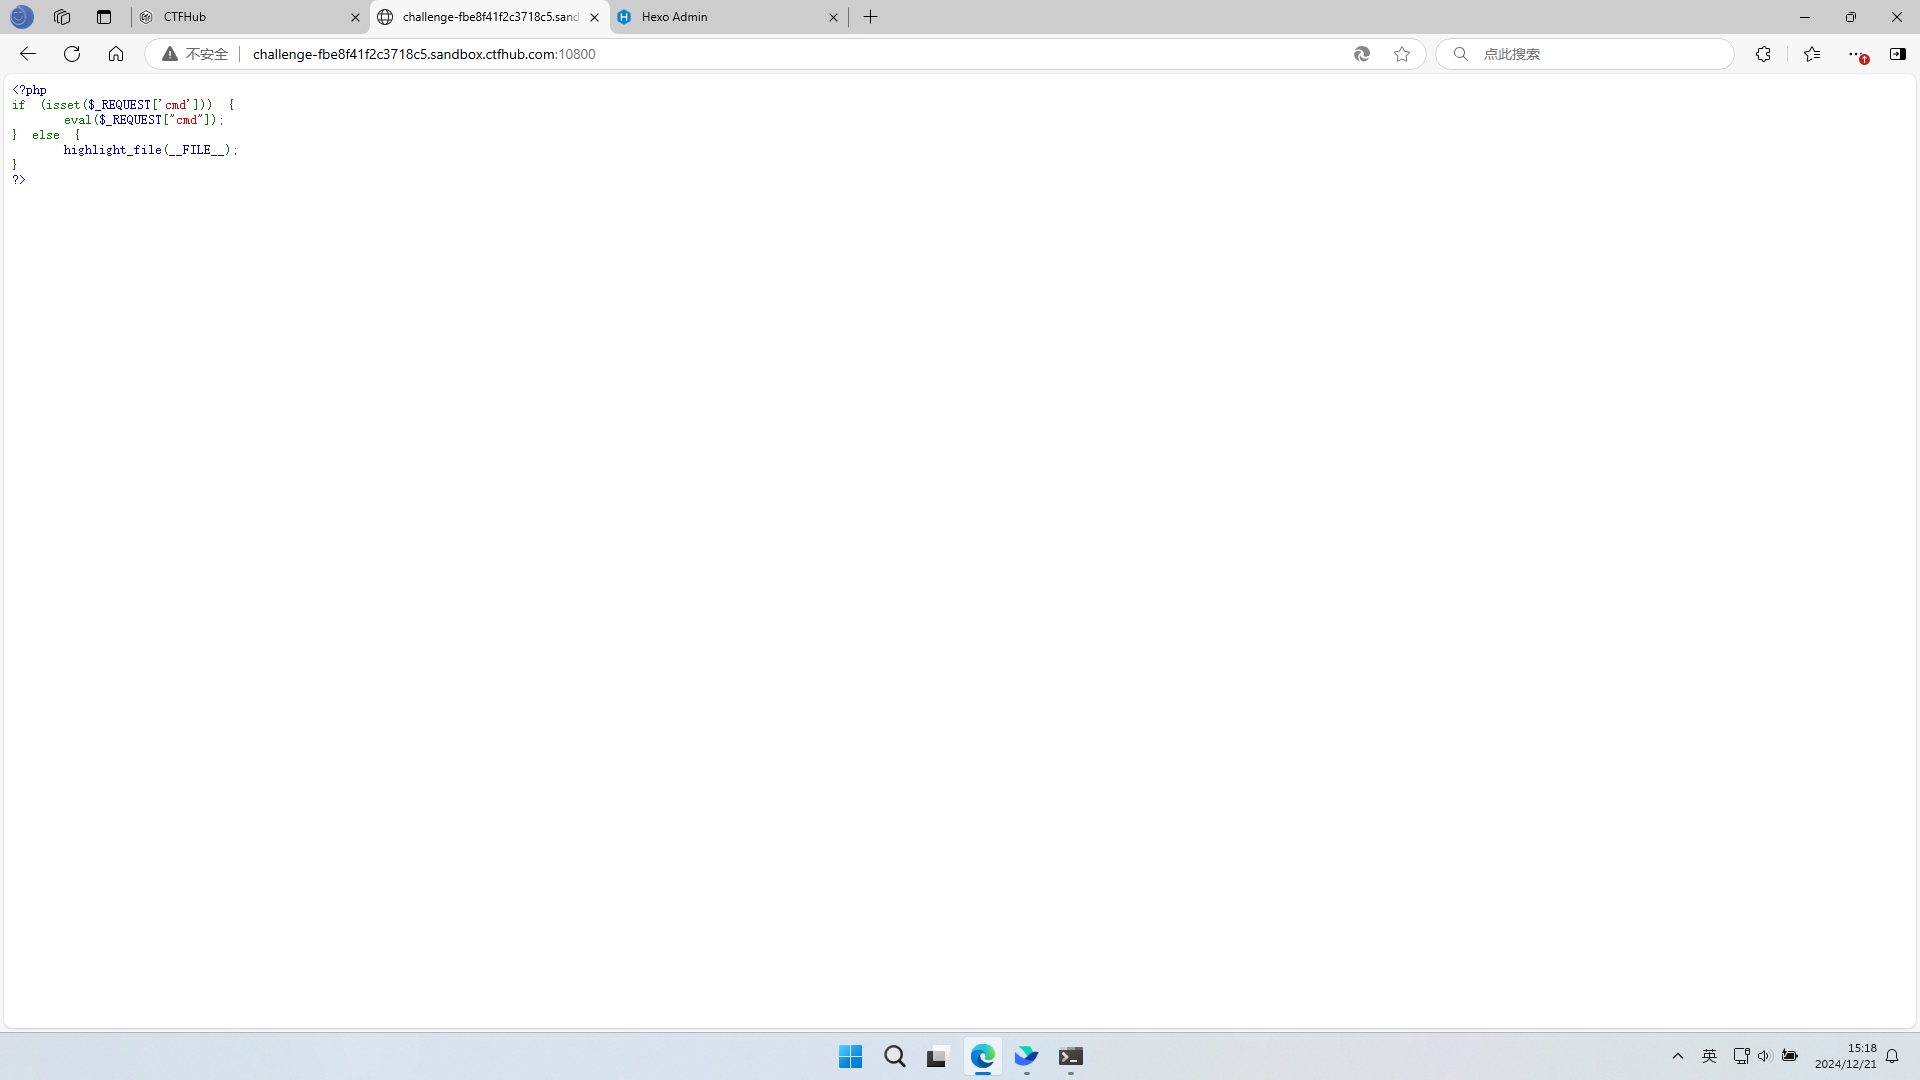 CTFHub
challenge-fbe8f41f2c3718c5.sand
Hexo Admin
不安全
challenge-fbe8f41f2c3718c5.sandbox.ctfhub.com:10800
点此搜索
<?php
if (isset($_REQUEST['cmd'])) {
eval($_REQUEST["cmd"]);
} else {
highlight_file(__FILE__);
}
?>
英
15:18
2024/12/21